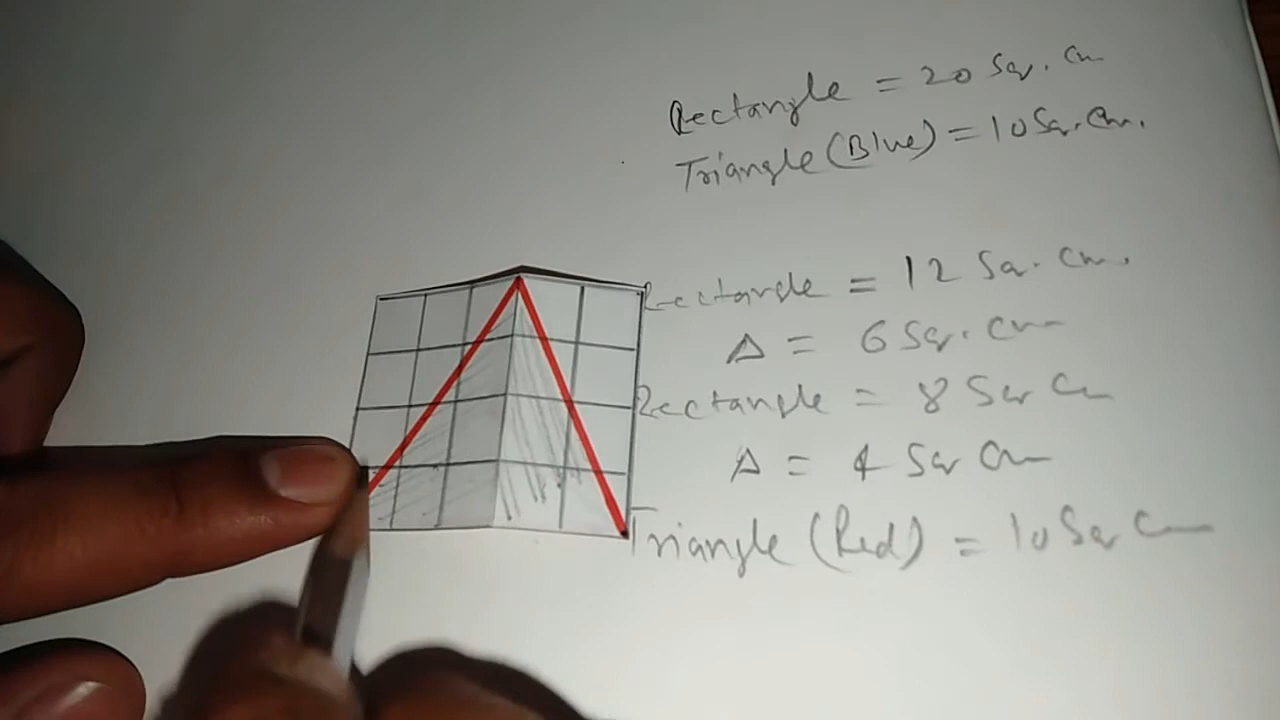 Rectangle = 20 Sq. Cm
Triangle (Blue) = 10 Sq. Cm.
Rectangle = 12 Sq. Cm.
Δ = 6 Sq. Cm
Rectangle = 8 Sq Cm
Δ = 4 Sq Cm
Triangle (Red) = 10 Sq Cm